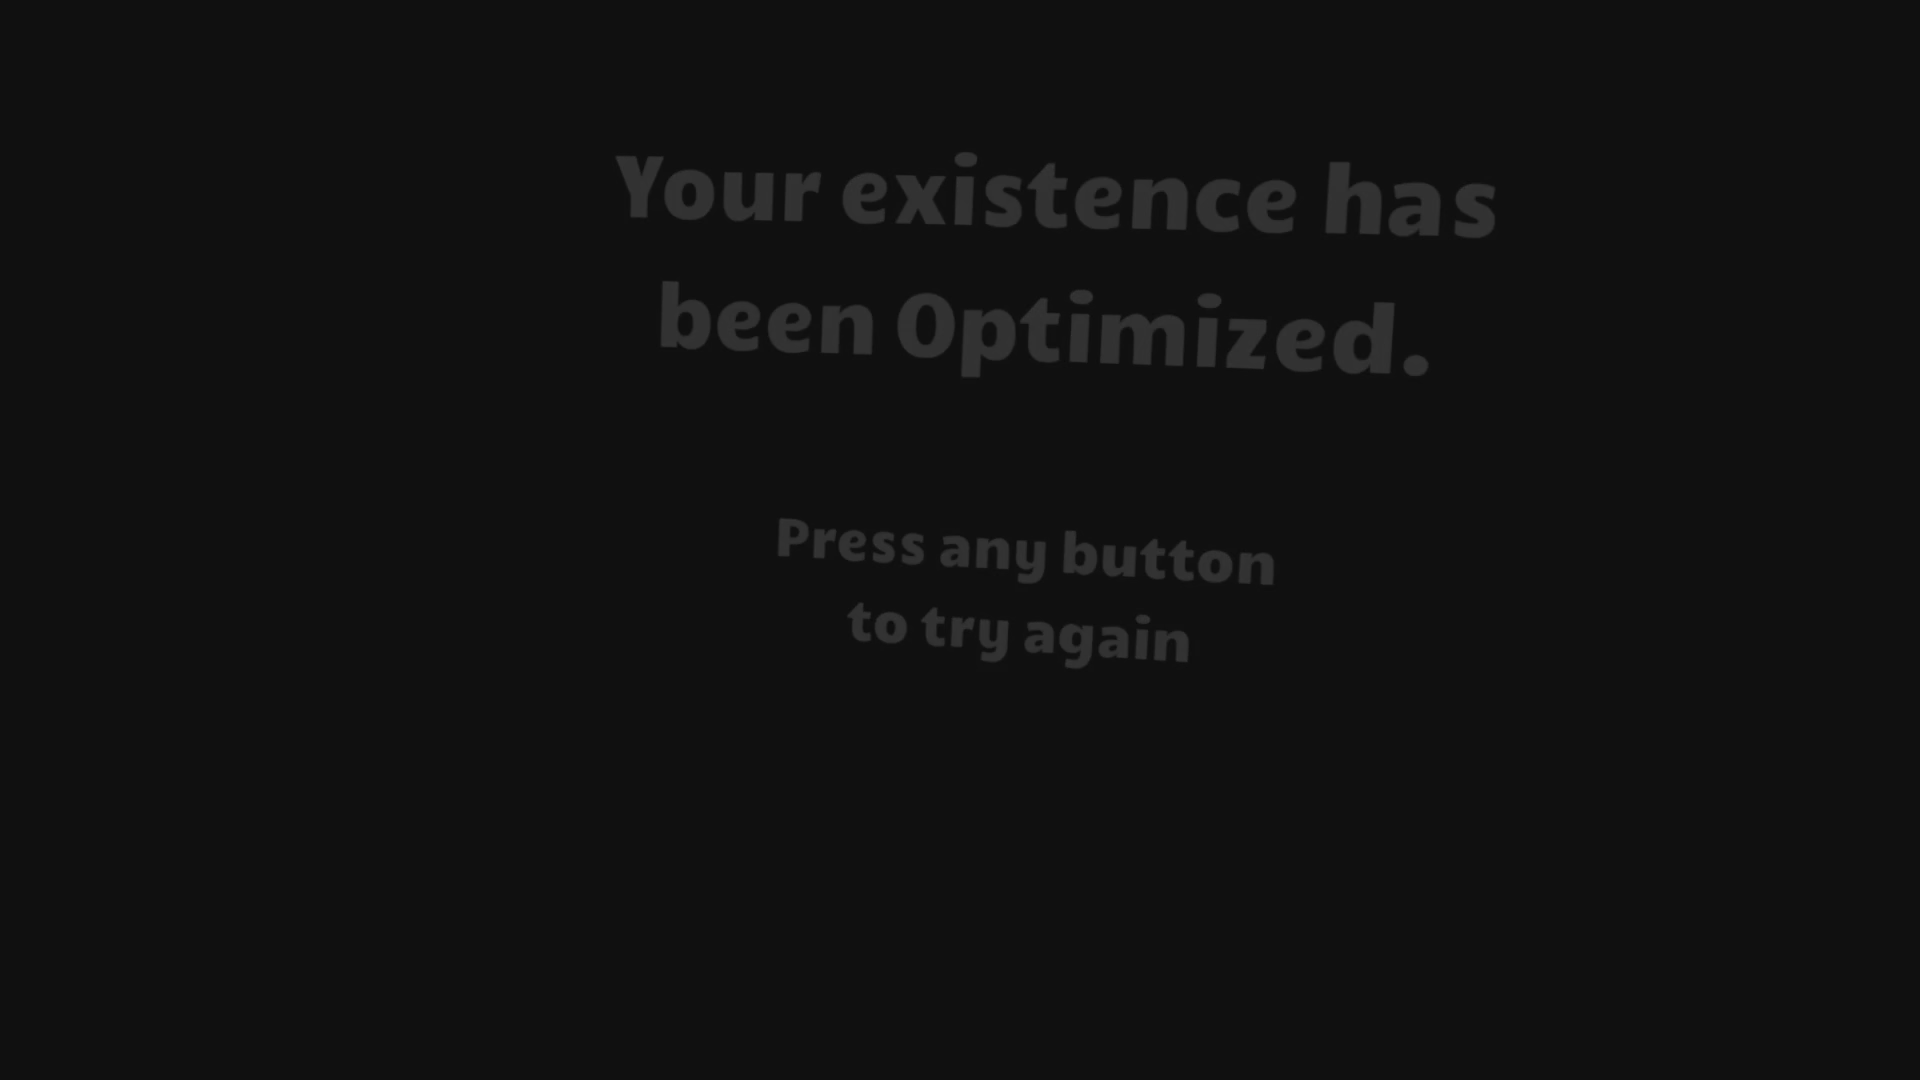 Your existence has
been Optimized.
Press any button
to try again